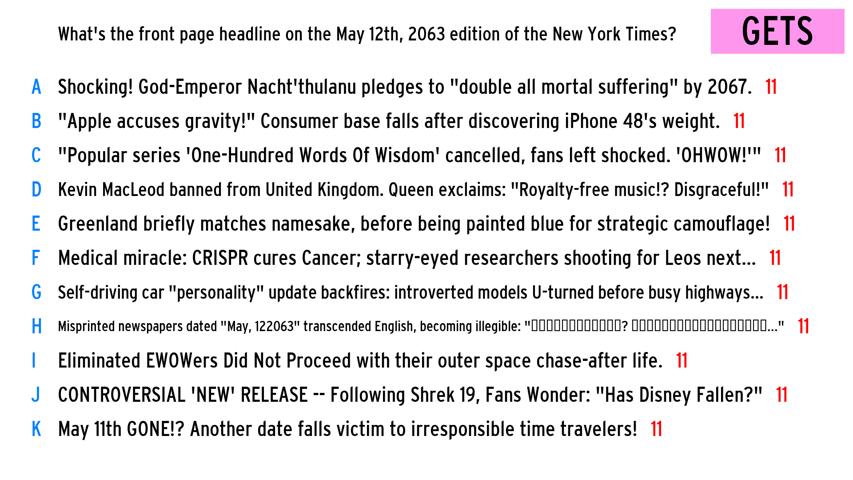 What's the front page headline on the May 12th, 2063 edition of the New York Times?
GETS
A Shocking! God-Emperor Nacht'thulanu pledges to "double all mortal suffering" by 2067. 11
B "Apple accuses gravity!" Consumer base falls after discovering iPhone 48's weight. 11
C "Popular series 'One-Hundred Words Of Wisdom' cancelled, fans left shocked. 'OHWOW!'" 11
D Kevin MacLeod banned from United Kingdom. Queen exclaims: "Royalty-free music!? Disgraceful!" 11
E Greenland briefly matches namesake, before being painted blue for strategic camouflage! 11
F Medical miracle: CRISPR cures Cancer; starry-eyed researchers shooting for Leos next... 11
G Self-driving car "personality" update backfires: introverted models U-turned before busy highways... 11
H Misprinted newspapers dated "May, 122063" transcended English, becoming illegible: "▯▯▯▯▯▯▯▯▯▯▯▯▯? ▯▯▯▯▯▯▯▯▯▯▯▯▯▯▯▯▯▯▯..." 11
I Eliminated EWOWers Did Not Proceed with their outer space chase-after life. 11
J CONTROVERSIAL 'NEW' RELEASE -- Following Shrek 19, Fans Wonder: "Has Disney Fallen?" 11
K May 11th GONE!? Another date falls victim to irresponsible time travelers! 11